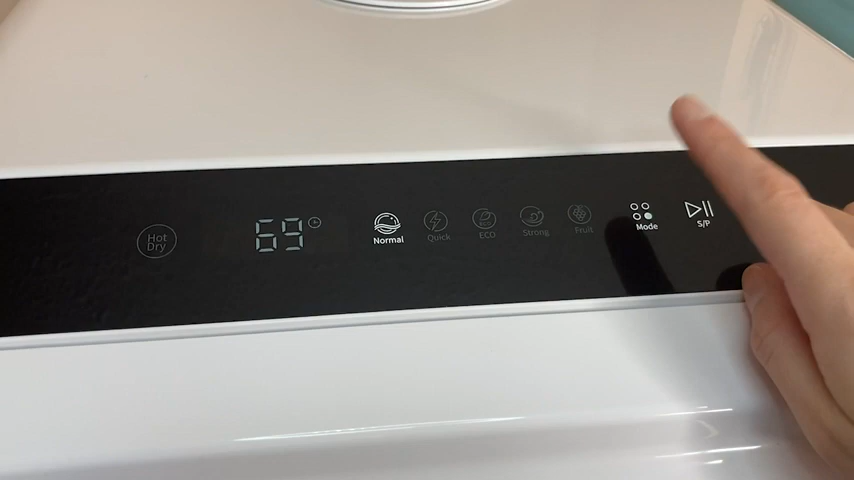 Hot
Dry
69
Normal
Quick
ECO
Strong
Fruit
Mode
S/P